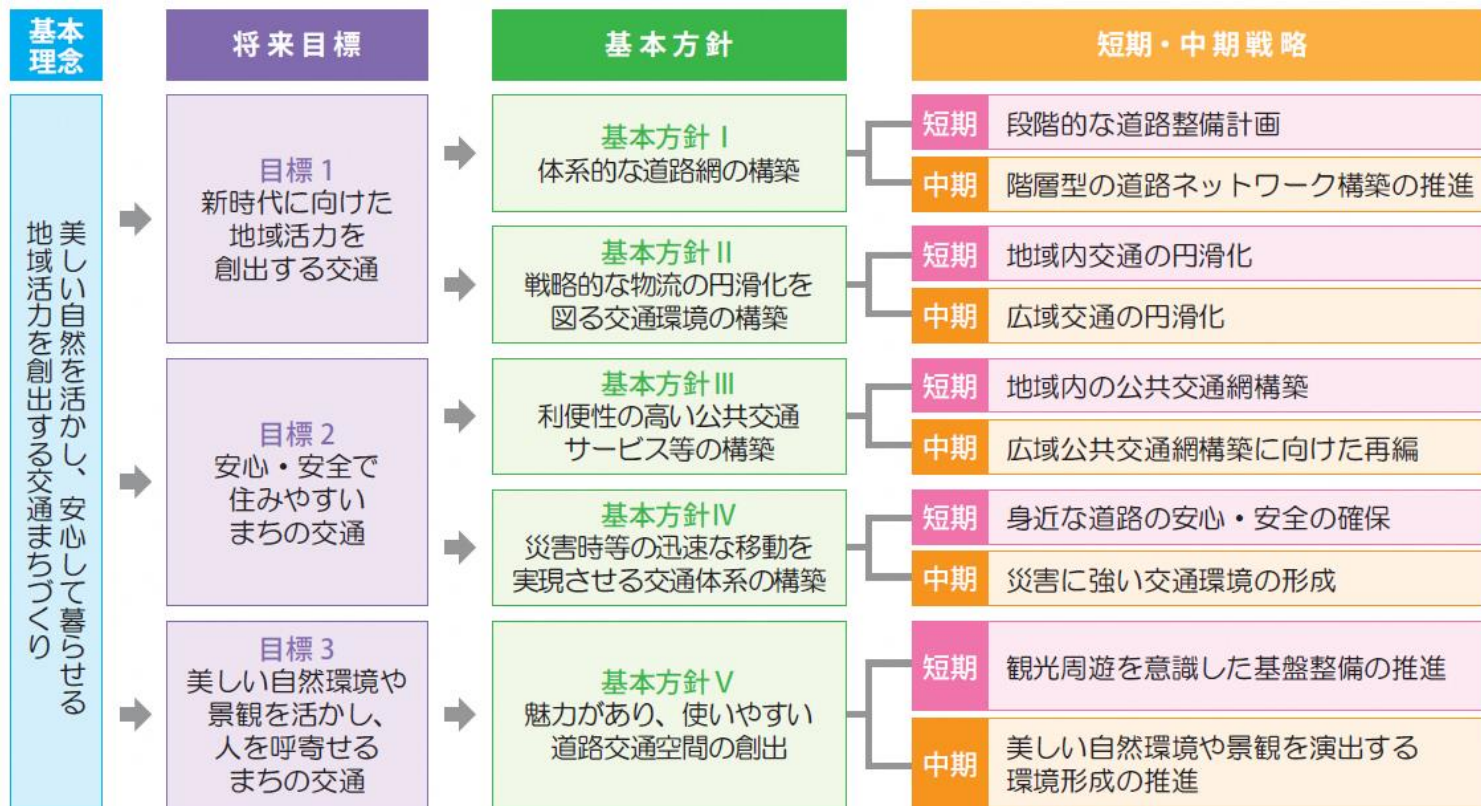 基本
理念
将来目標
基本方針
短期・中期戦略
美しい自然を活かし、安心して暮らせる
地域活力を創出する交通まちづくり
目標1
新時代に向けた
地域活力を
創出する交通
基本方針Ⅰ
体系的な道路網の構築
短期 段階的な道路整備計画
中期 階層型の道路ネットワーク構築の推進
基本方針Ⅱ
戦略的な物流の円滑化を
図る交通環境の構築
短期 地域内交通の円滑化
中期 広域交通の円滑化
目標2
安心・安全で
住みやすい
まちの交通
基本方針Ⅲ
利便性の高い公共交通
サービス等の構築
短期 地域内の公共交通網構築
中期 広域公共交通網構築に向けた再編
基本方針Ⅳ
災害時等の迅速な移動を
実現させる交通体系の構築
短期 身近な道路の安心・安全の確保
中期 災害に強い交通環境の形成
目標3
美しい自然環境や
景観を活かし、
人を呼寄せる
まちの交通
基本方針Ⅴ
魅力があり、使いやすい
道路交通空間の創出
短期 観光周遊を意識した基盤整備の推進
中期 美しい自然環境や景観を演出する
環境形成の推進